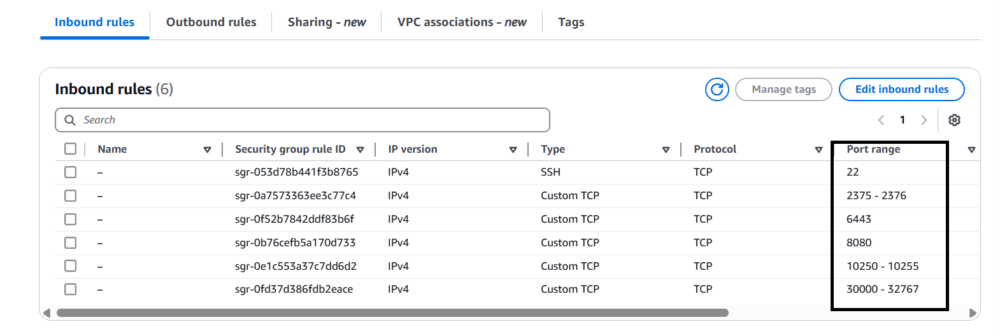 Inbound rules Outbound rules Sharing - new VPC associations - new Tags
Inbound rules (6) Manage tags Edit inbound rules
Search 1
Name Security group rule ID IP version Type Protocol Port range
– sgr-053d78b441f3b8765 IPv4 SSH TCP 22
– sgr-0a7573363ee3c77c4 IPv4 Custom TCP TCP 2375 - 2376
– sgr-0f52b7842ddf83b6f IPv4 Custom TCP TCP 6443
– sgr-0b76cefb5a170d733 IPv4 Custom TCP TCP 8080
– sgr-0e1c553a37c7dd6d2 IPv4 Custom TCP TCP 10250 - 10255
– sgr-0fd37d386fdb2eace IPv4 Custom TCP TCP 30000 - 32767